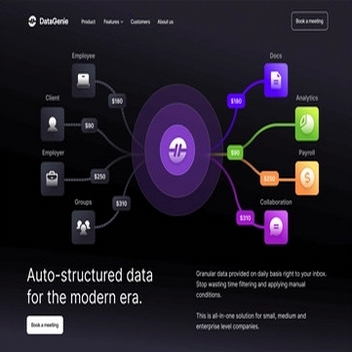 DataGenie
Product Features Customers About us
Book a meeting
Employee
Docs
$180
$180
Client
Analytics
$90
$90
Employer
Payroll
$250
$250
Groups
Collaboration
$310
$310
Auto-structured data
for the modern era.
Granular data provided on daily basis right to your inbox.
Stop wasting time filtering and applying manual
conditions.
This is all-in-one solution for small, medium and
enterprise level companies.
Book a meeting